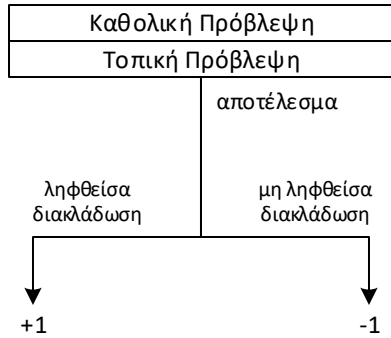 Καθολική Πρόβλεψη
Τοπική Πρόβλεψη
αποτέλεσμα
ληφθείσα
διακλάδωση
μη ληφθείσα
διακλάδωση
+1
-1